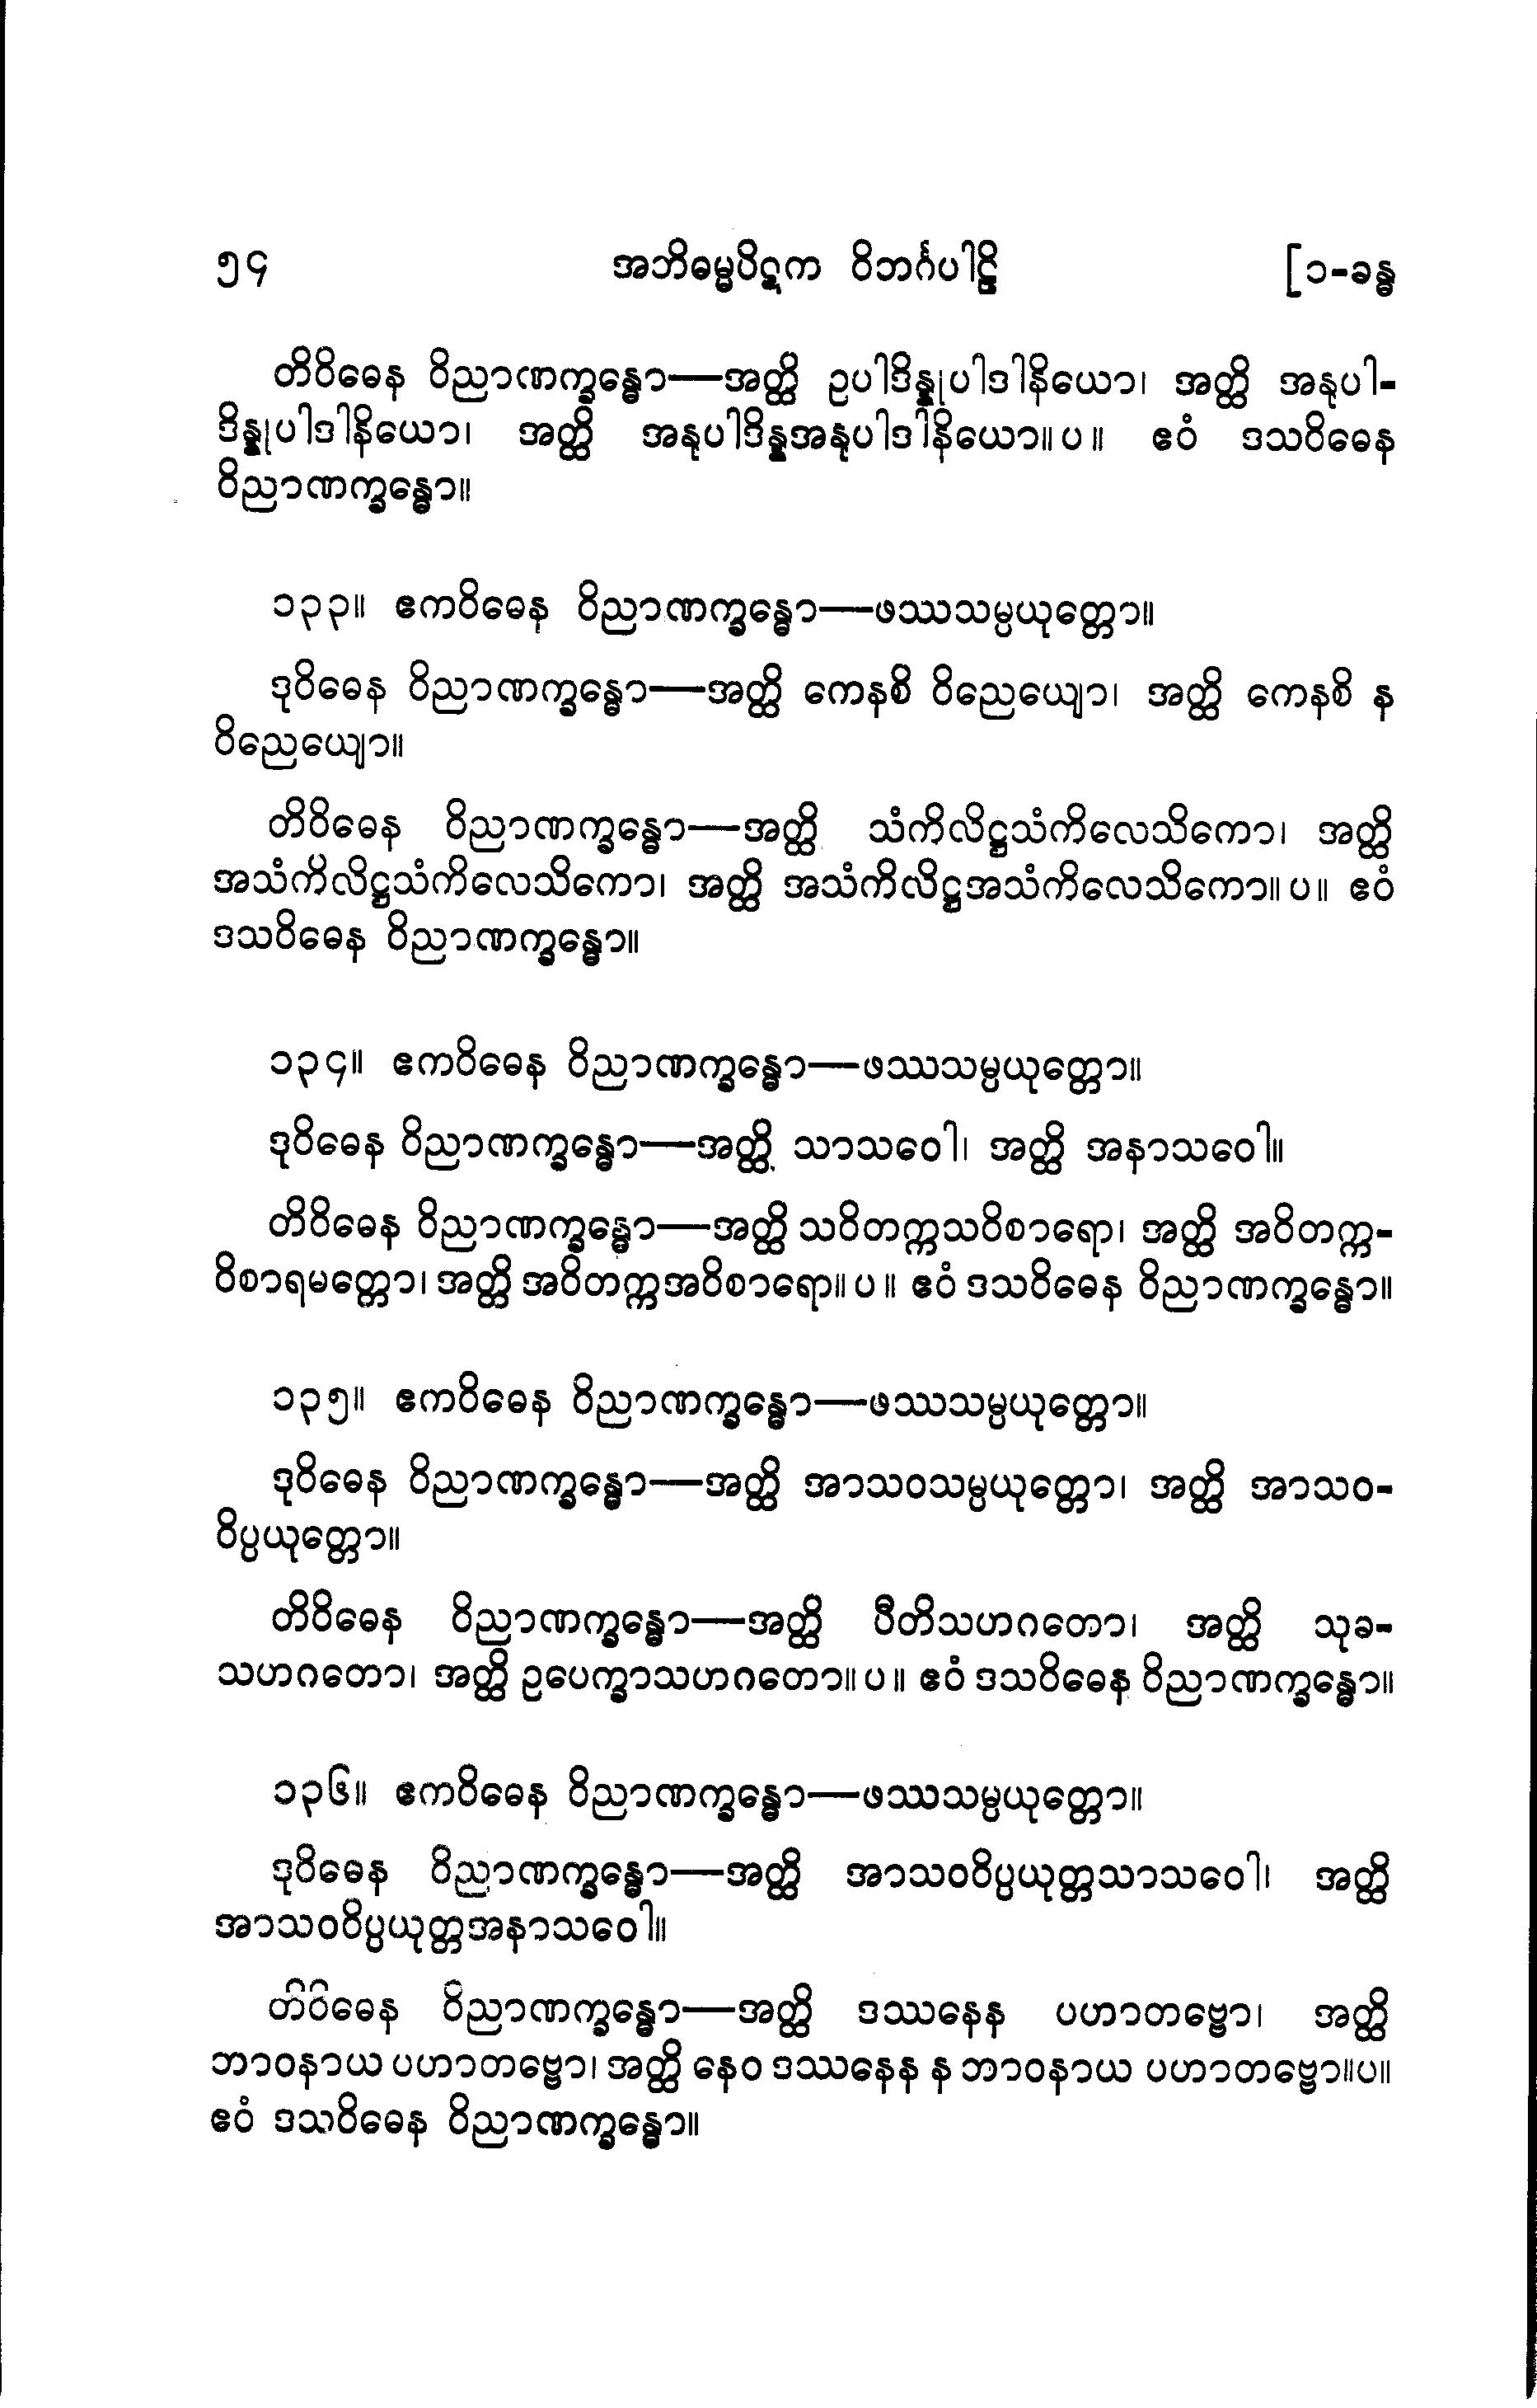 ၅၄ အဘိဓမ္မပိဋက ဝိဘင်္ဂပါဠိ [၁-ခန္ဓ
တိဝိဓေန ဝိညာဏက္ခန္ဓော—အတ္ထိ ဥပါဒိန္နုပါဒါနိယော၊ အတ္ထိ အနုပါ-
ဒိန္နုပါဒါနိယော၊ အတ္ထိ အနုပါဒိန္နအနုပါဒါနိယော။ပ။ ဧဝံ ဒသဝိဓေန
ဝိညာဏက္ခန္ဓော။
၁၃၃။ ဧကဝိဓေန ဝိညာဏက္ခန္ဓော—ဖဿသမ္ပယုတ္တော။
ဒုဝိဓေန ဝိညာဏက္ခန္ဓော—အတ္ထိ ကေနစိ ဝိညေယျော၊ အတ္ထိ ကေနစိ န
ဝိညေယျော။
တိဝိဓေန ဝိညာဏက္ခန္ဓော—အတ္ထိ သံကိလိဋ္ဌသံကိလေသိကော၊ အတ္ထိ
အသံကိလိဋ္ဌသံကိလေသိကော၊ အတ္ထိ အသံကိလိဋ္ဌအသံကိလေသိကော။ပ။ ဧဝံ
ဒသဝိဓေန ဝိညာဏက္ခန္ဓော။
၁၃၄။ ဧကဝိဓေန ဝိညာဏက္ခန္ဓော—ဖဿသမ္ပယုတ္တော။
ဒုဝိဓေန ဝိညာဏက္ခန္ဓော—အတ္ထိ သာသဝေါ၊ အတ္ထိ အနာသဝေါ။
တိဝိဓေန ဝိညာဏက္ခန္ဓော—အတ္ထိ သဝိတက္ကသဝိစာရော၊ အတ္ထိ အဝိတက္က-
ဝိစာရမတ္တော၊ အတ္ထိ အဝိတက္ကအဝိစာရော။ပ။ ဧဝံ ဒသဝိဓေန ဝိညာဏက္ခန္ဓော။
၁၃၅။ ဧကဝိဓေန ဝိညာဏက္ခန္ဓော—ဖဿသမ္ပယုတ္တော။
ဒုဝိဓေန ဝိညာဏက္ခန္ဓော—အတ္ထိ အာသဝသမ္ပယုတ္တော၊ အတ္ထိ အာသဝ-
ဝိပ္ပယုတ္တော။
တိဝိဓေန ဝိညာဏက္ခန္ဓော—အတ္ထိ ပီတိသဟဂတော၊ အတ္ထိ သုခ-
သဟဂတော၊ အတ္ထိ ဥပေက္ခာသဟဂတော။ပ။ ဧဝံ ဒသဝိဓေန ဝိညာဏက္ခန္ဓော။
၁၃၆။ ဧကဝိဓေန ဝိညာဏက္ခန္ဓော—ဖဿသမ္ပယုတ္တော။
ဒုဝိဓေန ဝိညာဏက္ခန္ဓော—အတ္ထိ အာသဝဝိပ္ပယုတ္တသာသဝေါ၊ အတ္ထိ
အာသဝဝိပ္ပယုတ္တအနာသဝေါ။
တိဝိဓေန ဝိညာဏက္ခန္ဓော—အတ္ထိ ဒဿနေန ပဟာတဗ္ဗော၊ အတ္ထိ
ဘာဝနာယ ပဟာတဗ္ဗော၊ အတ္ထိ နေဝ ဒဿနေန န ဘာဝနာယ ပဟာတဗ္ဗော။ပ။
ဧဝံ ဒသဝိဓေန ဝိညာဏက္ခန္ဓော။